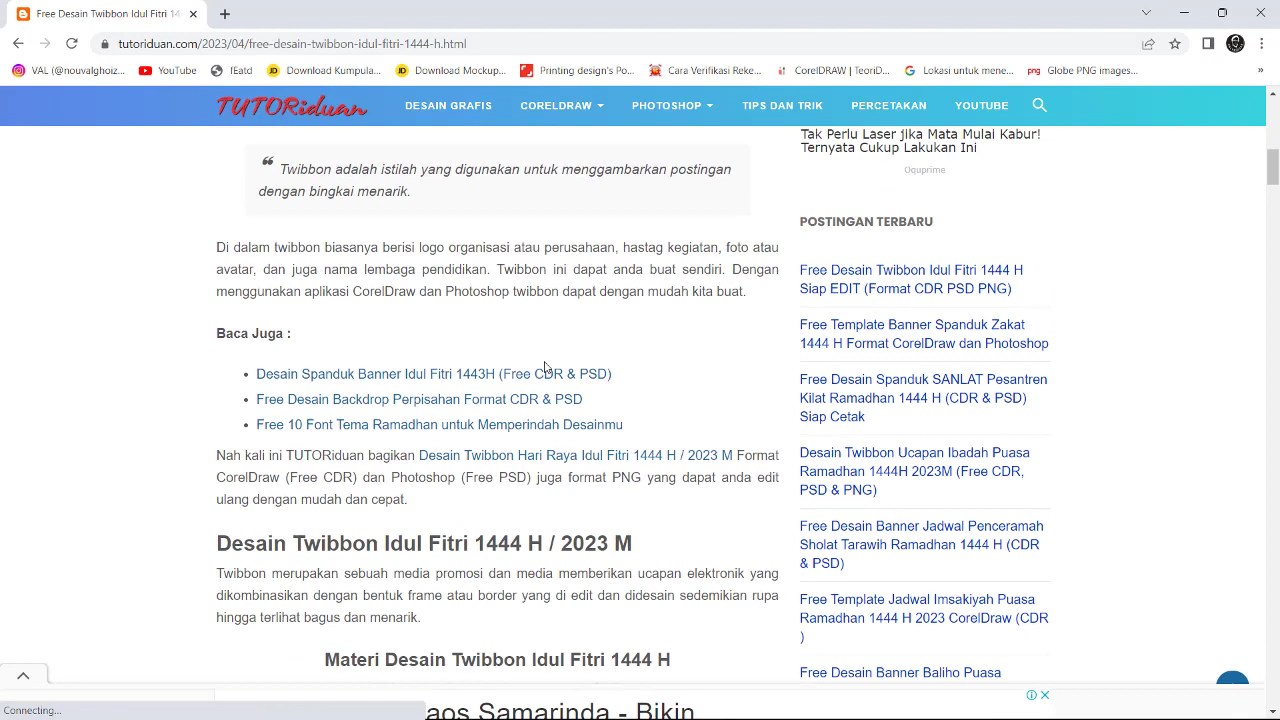 Free Desain Twibbon Idul Fitri 14
tutoriduan.com/2023/04/free-desain-twibbon-idul-fitri-1444-h.html
VAL (@nouvalghoiz...
YouTube
fEatd
Download Kumpula...
Download Mockup...
Printing design's Po...
Cara Verifikasi Reke...
CorelDRAW | TeoriD...
Lokasi untuk mene...
Globe PNG images...
»
TUTORiduan
DESAIN GRAFIS
CORELDRAW
PHOTOSHOP
TIPS DAN TRIK
PERCETAKAN
YOUTUBE
❝ Twibbon adalah istilah yang digunakan untuk menggambarkan postingan
dengan bingkai menarik.
Di dalam twibbon biasanya berisi logo organisasi atau perusahaan, hastag kegiatan, foto atau
avatar, dan juga nama lembaga pendidikan. Twibbon ini dapat anda buat sendiri. Dengan
menggunakan aplikasi CorelDraw dan Photoshop twibbon dapat dengan mudah kita buat.
Baca Juga :
• Desain Spanduk Banner Idul Fitri 1443H (Free CDR & PSD)
• Free Desain Backdrop Perpisahan Format CDR & PSD
• Free 10 Font Tema Ramadhan untuk Memperindah Desainmu
Nah kali ini TUTORiduan bagikan Desain Twibbon Hari Raya Idul Fitri 1444 H / 2023 M Format
CorelDraw (Free CDR) dan Photoshop (Free PSD) juga format PNG yang dapat anda edit
ulang dengan mudah dan cepat.
Desain Twibbon Idul Fitri 1444 H / 2023 M
Twibbon merupakan sebuah media promosi dan media memberikan ucapan elektronik yang
dikombinasikan dengan bentuk frame atau border yang di edit dan didesain sedemikian rupa
hingga terlihat bagus dan menarik.
Materi Desain Twibbon Idul Fitri 1444 H
Tak Perlu Laser jika Mata Mulai Kabur!
Ternyata Cukup Lakukan Ini
Oquprime
POSTINGAN TERBARU
Free Desain Twibbon Idul Fitri 1444 H
Siap EDIT (Format CDR PSD PNG)
Free Template Banner Spanduk Zakat
1444 H Format CorelDraw dan Photoshop
Free Desain Spanduk SANLAT Pesantren
Kilat Ramadhan 1444 H (CDR & PSD)
Siap Cetak
Desain Twibbon Ucapan Ibadah Puasa
Ramadhan 1444H 2023M (Free CDR,
PSD & PNG)
Free Desain Banner Jadwal Penceramah
Sholat Tarawih Ramadhan 1444 H (CDR
& PSD)
Free Template Jadwal Imsakiyah Puasa
Ramadhan 1444 H 2023 CorelDraw (CDR
)
Free Desain Banner Baliho Puasa
aos Samarinda - Bikin
Connecting...